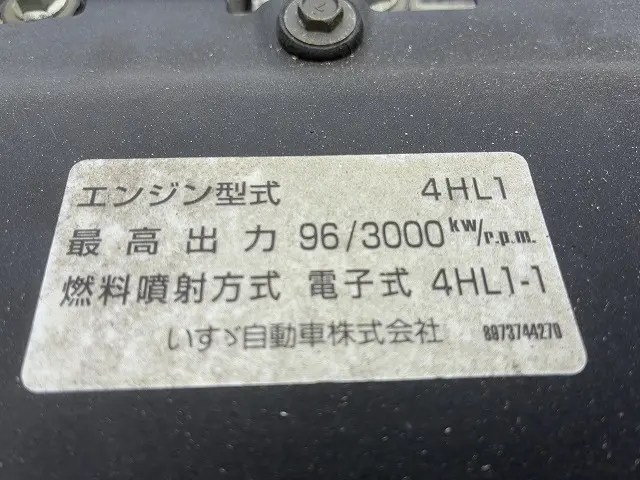 エンジン型式 4HL1
最高出力 96/3000 kw/r.p.m.
燃料噴射方式 電子式 4HL1-1
いすゞ自動車株式会社 8973744270